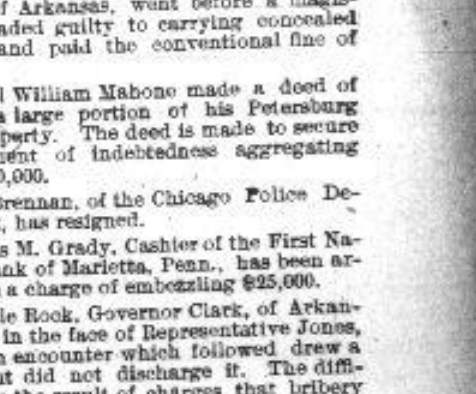 f Arkansas, went before a magis-
aded guilty to carrying concealed
and paid the conventional fine of
l William Mahone made a deed of
a large portion of his Petersburg
perty. The deed is made to secure
ent of indebtedness aggregating
0,000.
Brennan, of the Chicago Police De-
, has resigned.
s M. Grady, Cashier of the First Na-
nk of Marietta, Penn., has been ar-
a charge of embezzling $25,000.
le Rock, Governor Clark, of Arkan-
in the face of Representative Jones,
n encounter which followed drew a
ut did not discharge it. The diffi-
the result of charges that bribery